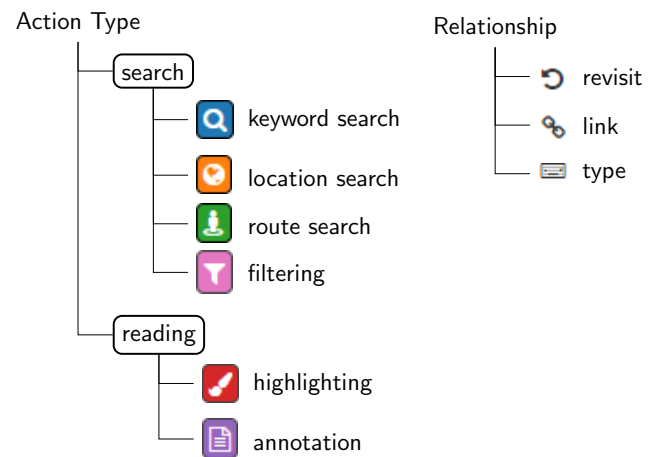 Action Type
search
keyword search
location search
route search
filtering
reading
highlighting
annotation
Relationship
revisit
link
type